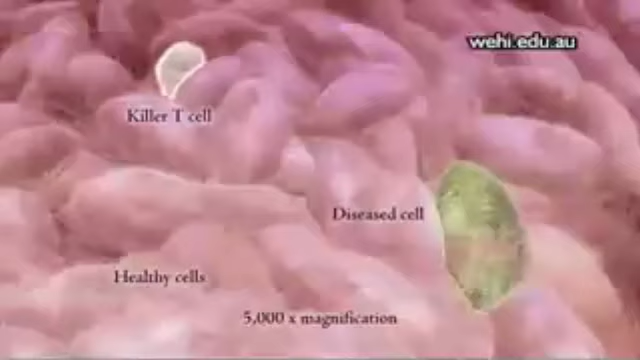 wehi.edu.au
Killer T cell
Diseased cell
Healthy cells
5,000 x magnification